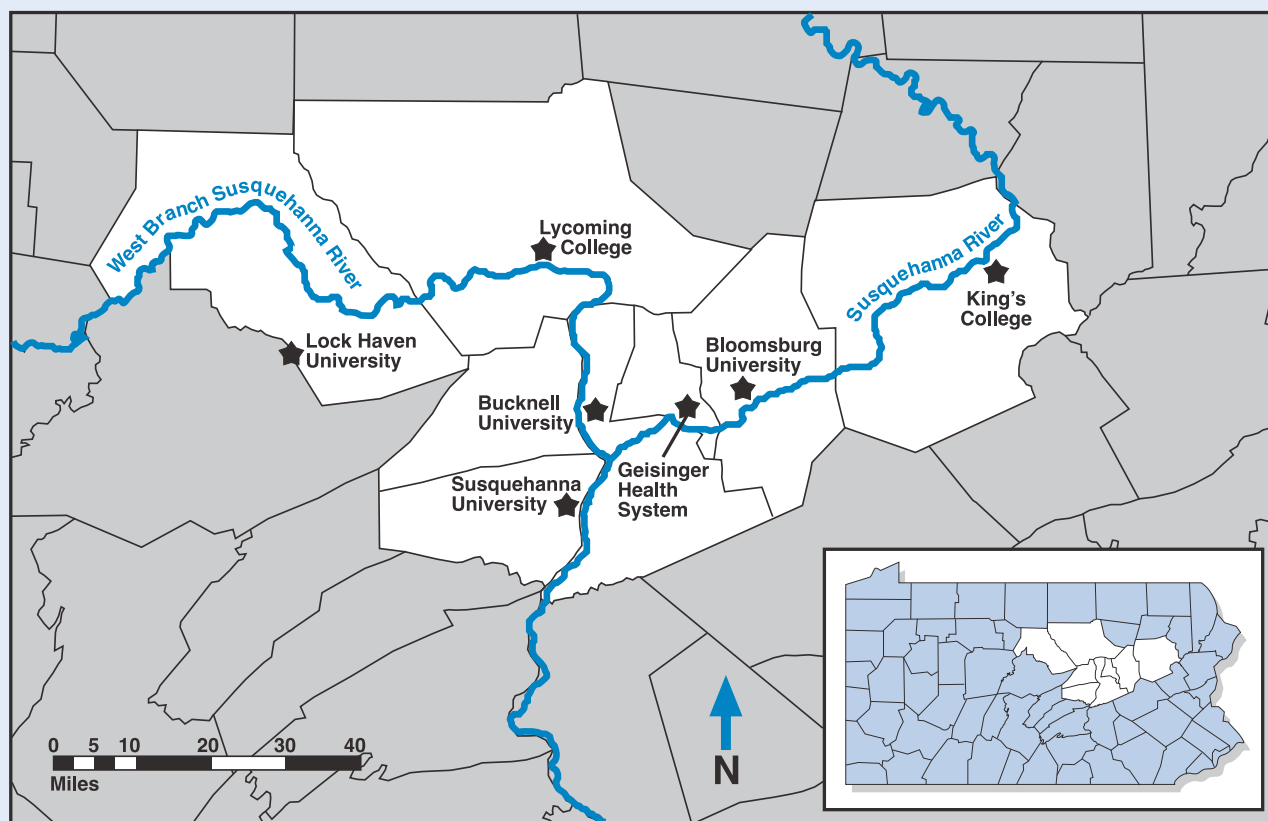 West Branch Susquehanna River
Lycoming
College
Susquehanna River
King's
College
Lock Haven
University
Bloomsburg
University
Bucknell
University
Geisinger
Health
System
Susquehanna
University
N
0 5 10 20 30 40
Miles